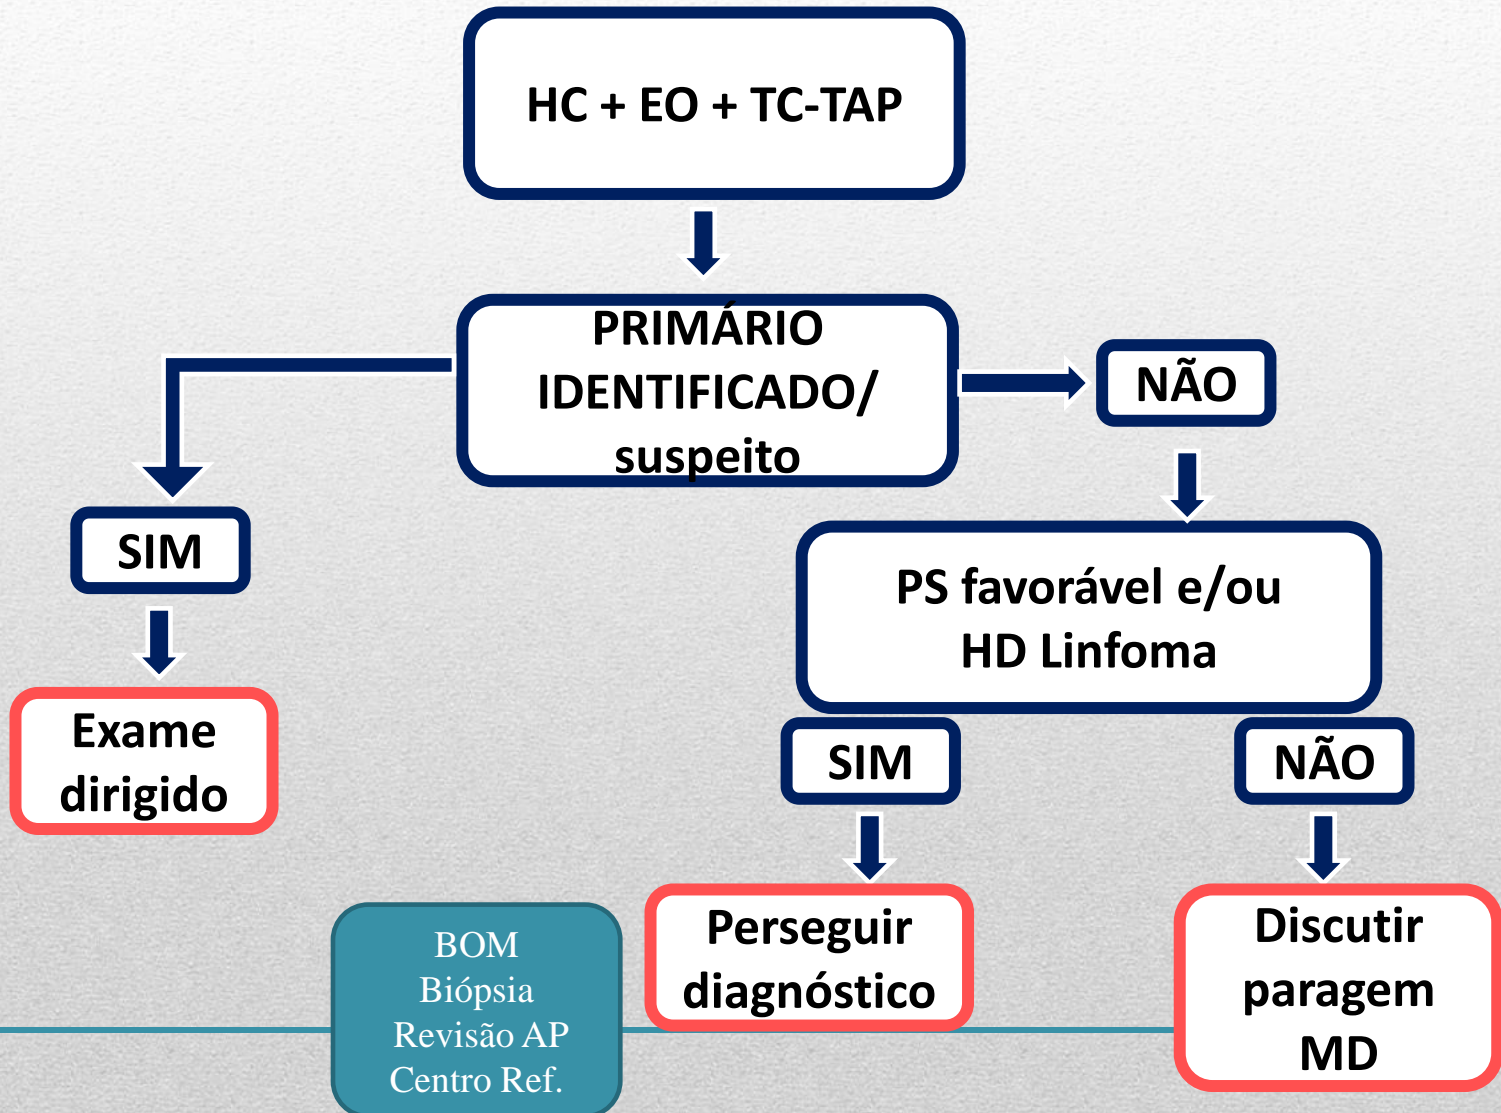 HC + EO + TC-TAP
PRIMÁRIO
IDENTIFICADO/
suspeito
NÃO
SIM
PS favorável e/ou
HD Linfoma
Exame
dirigido
SIM
NÃO
BOM
Biópsia
Revisão AP
Centro Ref.
Perseguir
diagnóstico
Discutir
paragem
MD